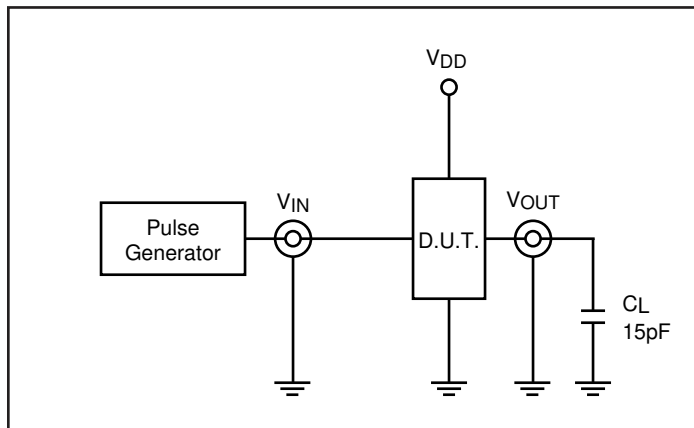 VDD
VIN
VOUT
Pulse
Generator
D.U.T.
CL
15pF